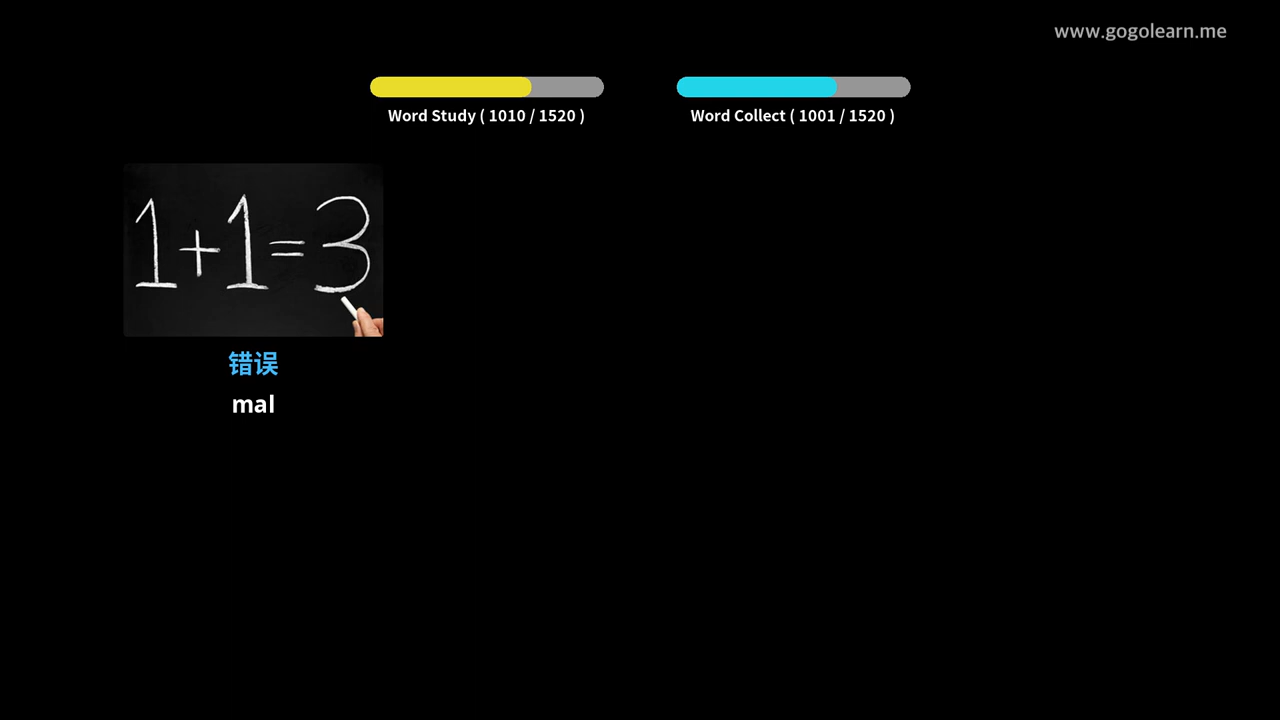 www.gogolearn.me
Word Study ( 1010 / 1520 )
Word Collect ( 1001 / 1520 )
1+1=3
错误
mal